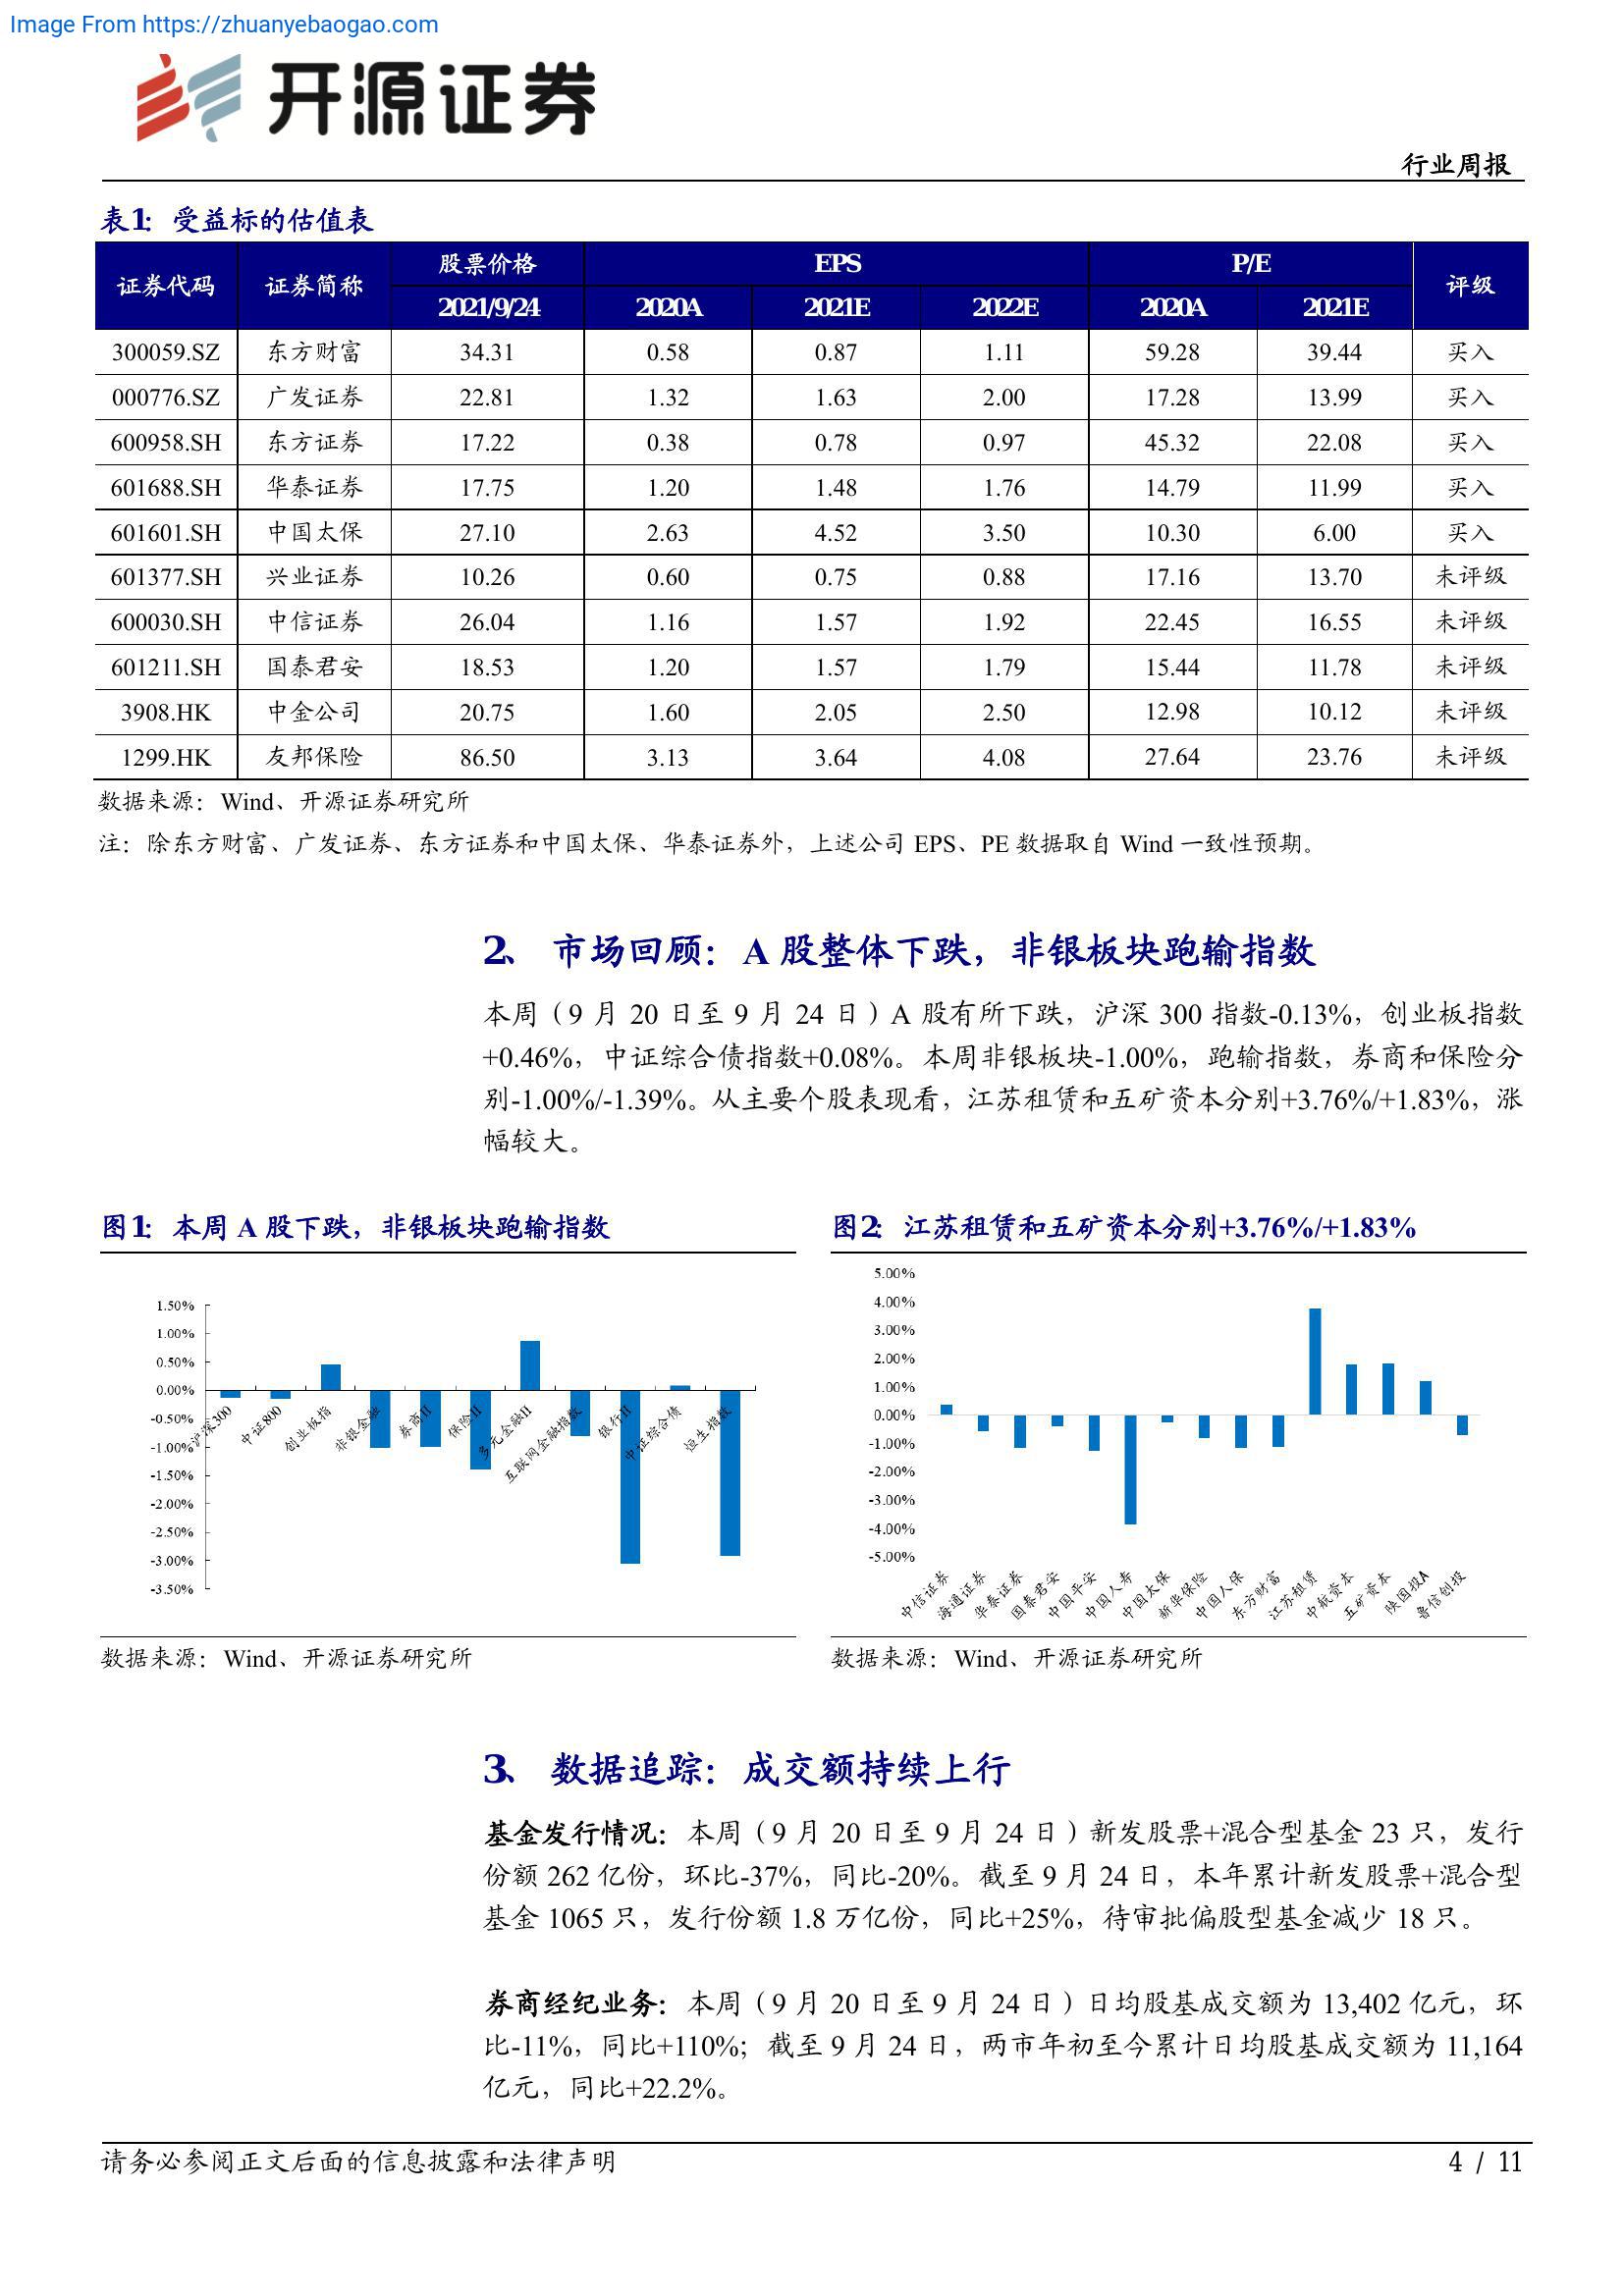 Image From https://zhuanyebaogao.com
开源证券
行业周报
表1: 受益标的估值表
证券代码 证券简称 股票价格 EPS P/E 评级
2021/9/24 2020A 2021E 2022E 2020A 2021E
300059.SZ 东方财富 34.31 0.58 0.87 1.11 59.28 39.44 买入
000776.SZ 广发证券 22.81 1.32 1.63 2.00 17.28 13.99 买入
600958.SH 东方证券 17.22 0.38 0.78 0.97 45.32 22.08 买入
601688.SH 华泰证券 17.75 1.20 1.48 1.76 14.79 11.99 买入
601601.SH 中国太保 27.10 2.63 4.52 3.50 10.30 6.00 买入
601377.SH 兴业证券 10.26 0.60 0.75 0.88 17.16 13.70 未评级
600030.SH 中信证券 26.04 1.16 1.57 1.92 22.45 16.55 未评级
601211.SH 国泰君安 18.53 1.20 1.57 1.79 15.44 11.78 未评级
3908.HK 中金公司 20.75 1.60 2.05 2.50 12.98 10.12 未评级
1299.HK 友邦保险 86.50 3.13 3.64 4.08 27.64 23.76 未评级
数据来源：Wind、开源证券研究所
注：除东方财富、广发证券、东方证券和中国太保、华泰证券外，上述公司 EPS、PE 数据取自 Wind 一致性预期。
2、 市场回顾：A 股整体下跌，非银板块跑输指数
本周（9 月 20 日至 9 月 24 日）A 股有所下跌，沪深 300 指数-0.13%，创业板指数
+0.46%，中证综合债指数+0.08%。本周非银板块-1.00%，跑输指数，券商和保险分
别-1.00%/-1.39%。从主要个股表现看，江苏租赁和五矿资本分别+3.76%/+1.83%，涨
幅较大。
图1: 本周 A 股下跌，非银板块跑输指数
1.50%
1.00%
0.50%
0.00%
-0.50%
-1.00%
-1.50%
-2.00%
-2.50%
-3.00%
-3.50%
沪深300 中证800 创业板指 非银金融 券商II 保险II 多元金融II 互联网金融指数 银行II 中证综合债 恒生指数
数据来源：Wind、开源证券研究所
图2: 江苏租赁和五矿资本分别+3.76%/+1.83%
5.00%
4.00%
3.00%
2.00%
1.00%
0.00%
-1.00%
-2.00%
-3.00%
-4.00%
-5.00%
中信证券 海通证券 华泰证券 国泰君安 中国平安 中国人寿 中国太保 新华保险 中国人保 东方财富 江苏租赁 中航资本 五矿资本 陕国投A 鲁信创投
数据来源：Wind、开源证券研究所
3、 数据追踪：成交额持续上行
基金发行情况：本周（9 月 20 日至 9 月 24 日）新发股票+混合型基金 23 只，发行
份额 262 亿份，环比-37%，同比-20%。截至 9 月 24 日，本年累计新发股票+混合型
基金 1065 只，发行份额 1.8 万亿份，同比+25%，待审批偏股型基金减少 18 只。
券商经纪业务：本周（9 月 20 日至 9 月 24 日）日均股基成交额为 13,402 亿元，环
比-11%，同比+110%；截至 9 月 24 日，两市年初至今累计日均股基成交额为 11,164
亿元，同比+22.2%。
请务必参阅正文后面的信息披露和法律声明
4 / 11